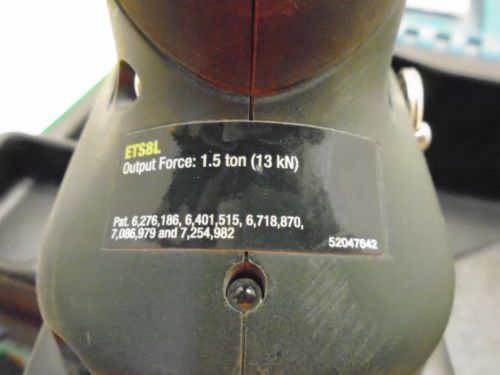 ETS8L
Output Force: 1.5 ton (13 kN)
Pat. 6,276,186, 6,401,515, 6,718,870,
7,086,979 and 7,254,982
52047642